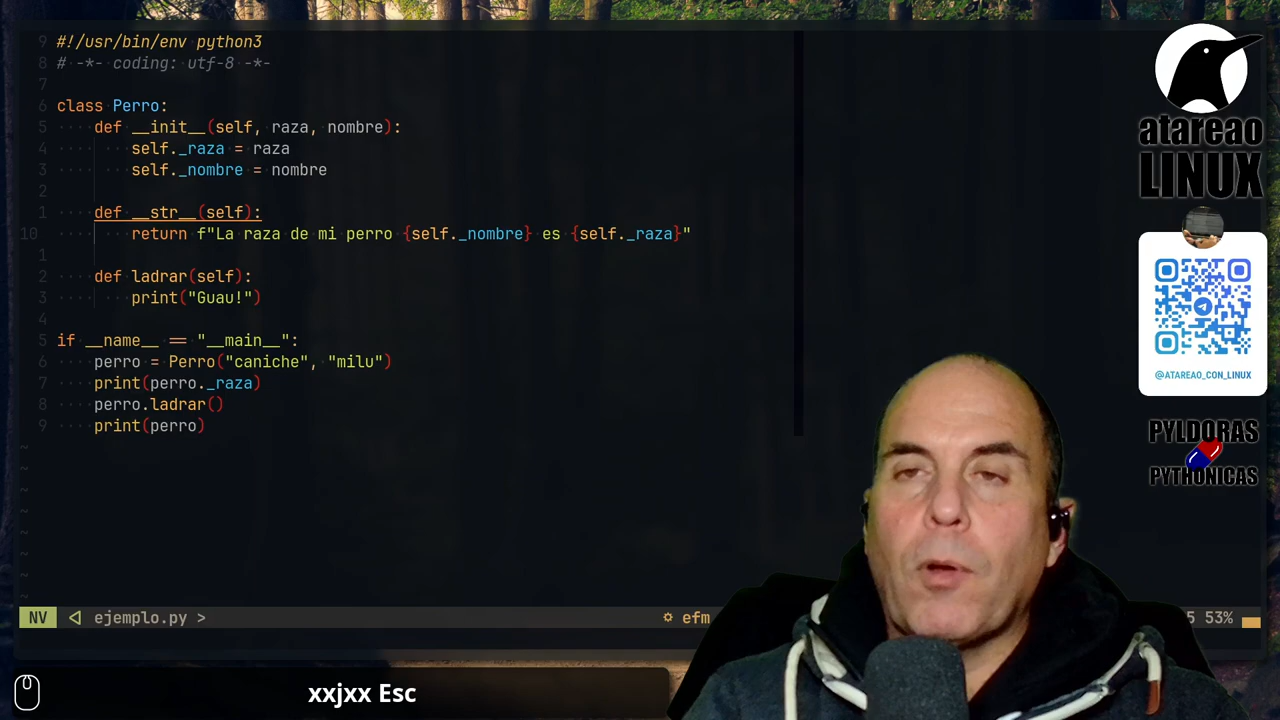 9 #!/usr/bin/env python3
8 # -*- coding: utf-8 -*-
7
6 class Perro:
5 def __init__(self, raza, nombre):
4 self._raza = raza
3 self._nombre = nombre
2
1 def __str__(self):
10 return f"La raza de mi perro {self._nombre} es {self._raza}"
1
2 def ladrar(self):
3 print("Guau!")
4
5 if __name__ == "__main__":
6 perro = Perro("caniche", "milu")
7 print(perro._raza)
8 perro.ladrar()
9 print(perro)
NV ejemplo.py > efm 5 53%
xxjxx Esc
atareao
LINUX
@ATAREAO_CON_LINUX
PYLDORAS
PYTHONICAS